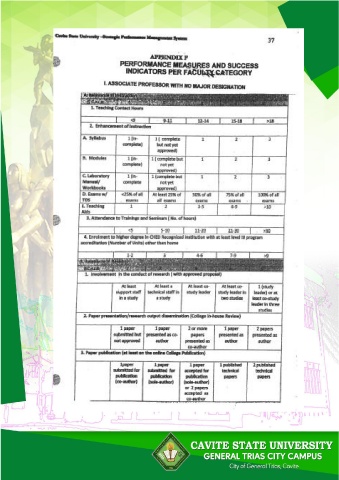 Cavite State University -Strategic Performance Management System
37
APPENDIX F
PERFORMANCE MEASURES AND SUCCESS
INDICATORS PER FACULTY CATEGORY
I. ASSOCIATE PROFESSOR WITH NO MAJOR DESIGNATION
1. Teaching Contact Hours
<9 9-11 12-14 15-18 >18
2. Enhancement of Instruction
A. Syllabus 1 (in-complete) 1 ( complete but not yet approved) 1 2 3
B. Modules 1 (in-complete) 1 ( complete but not yet approved) 1 2 3
C. Laboratory Manual/ Workbooks 1 (in-complete 1 (complete but not yet approved) 1 2 3
D. Exams w/ TOS <25% of all exams At least 25% of all exams 50% of all exams 75% of all exams 100% of all exams
E. Teaching Aids 1 2 3-5 6-9 >10
3. Attendance to Trainings and Seminars ( No. of hours)
<5 5-10 11-20 21-30 >30
4. Enrolment to higher degree in CHED Recognized Institution with at least level III program
accreditation (Number of Units) other than home
1-2 3 4-6 7-9 >9
1. Involvement in the conduct of research ( with approved proposal)
At least support staff in a study At least a technical staff in a study At least co-study leader At least co-study leader in two studies 1 (study leader) or at least co-study leader in three studies
2. Paper presentation/research output dissemination (College In-house Review)
1 paper submitted but not approved 1 paper presented as co-author 2 or more papers presented as co-author 1 paper presented as author 2 papers presented as author
3. Paper publication (at least on the online College Publication)
1 paper submitted for publication (co-author) 1 paper submitted for publication (sole-author) 1 paper accepted for publication (sole-author) or 2 papers accepted as co-author 1 published technical papers 2 published technical papers
CAVITE STATE UNIVERSITY
GENERAL TRIAS CITY CAMPUS
City of General Trias, Cavite